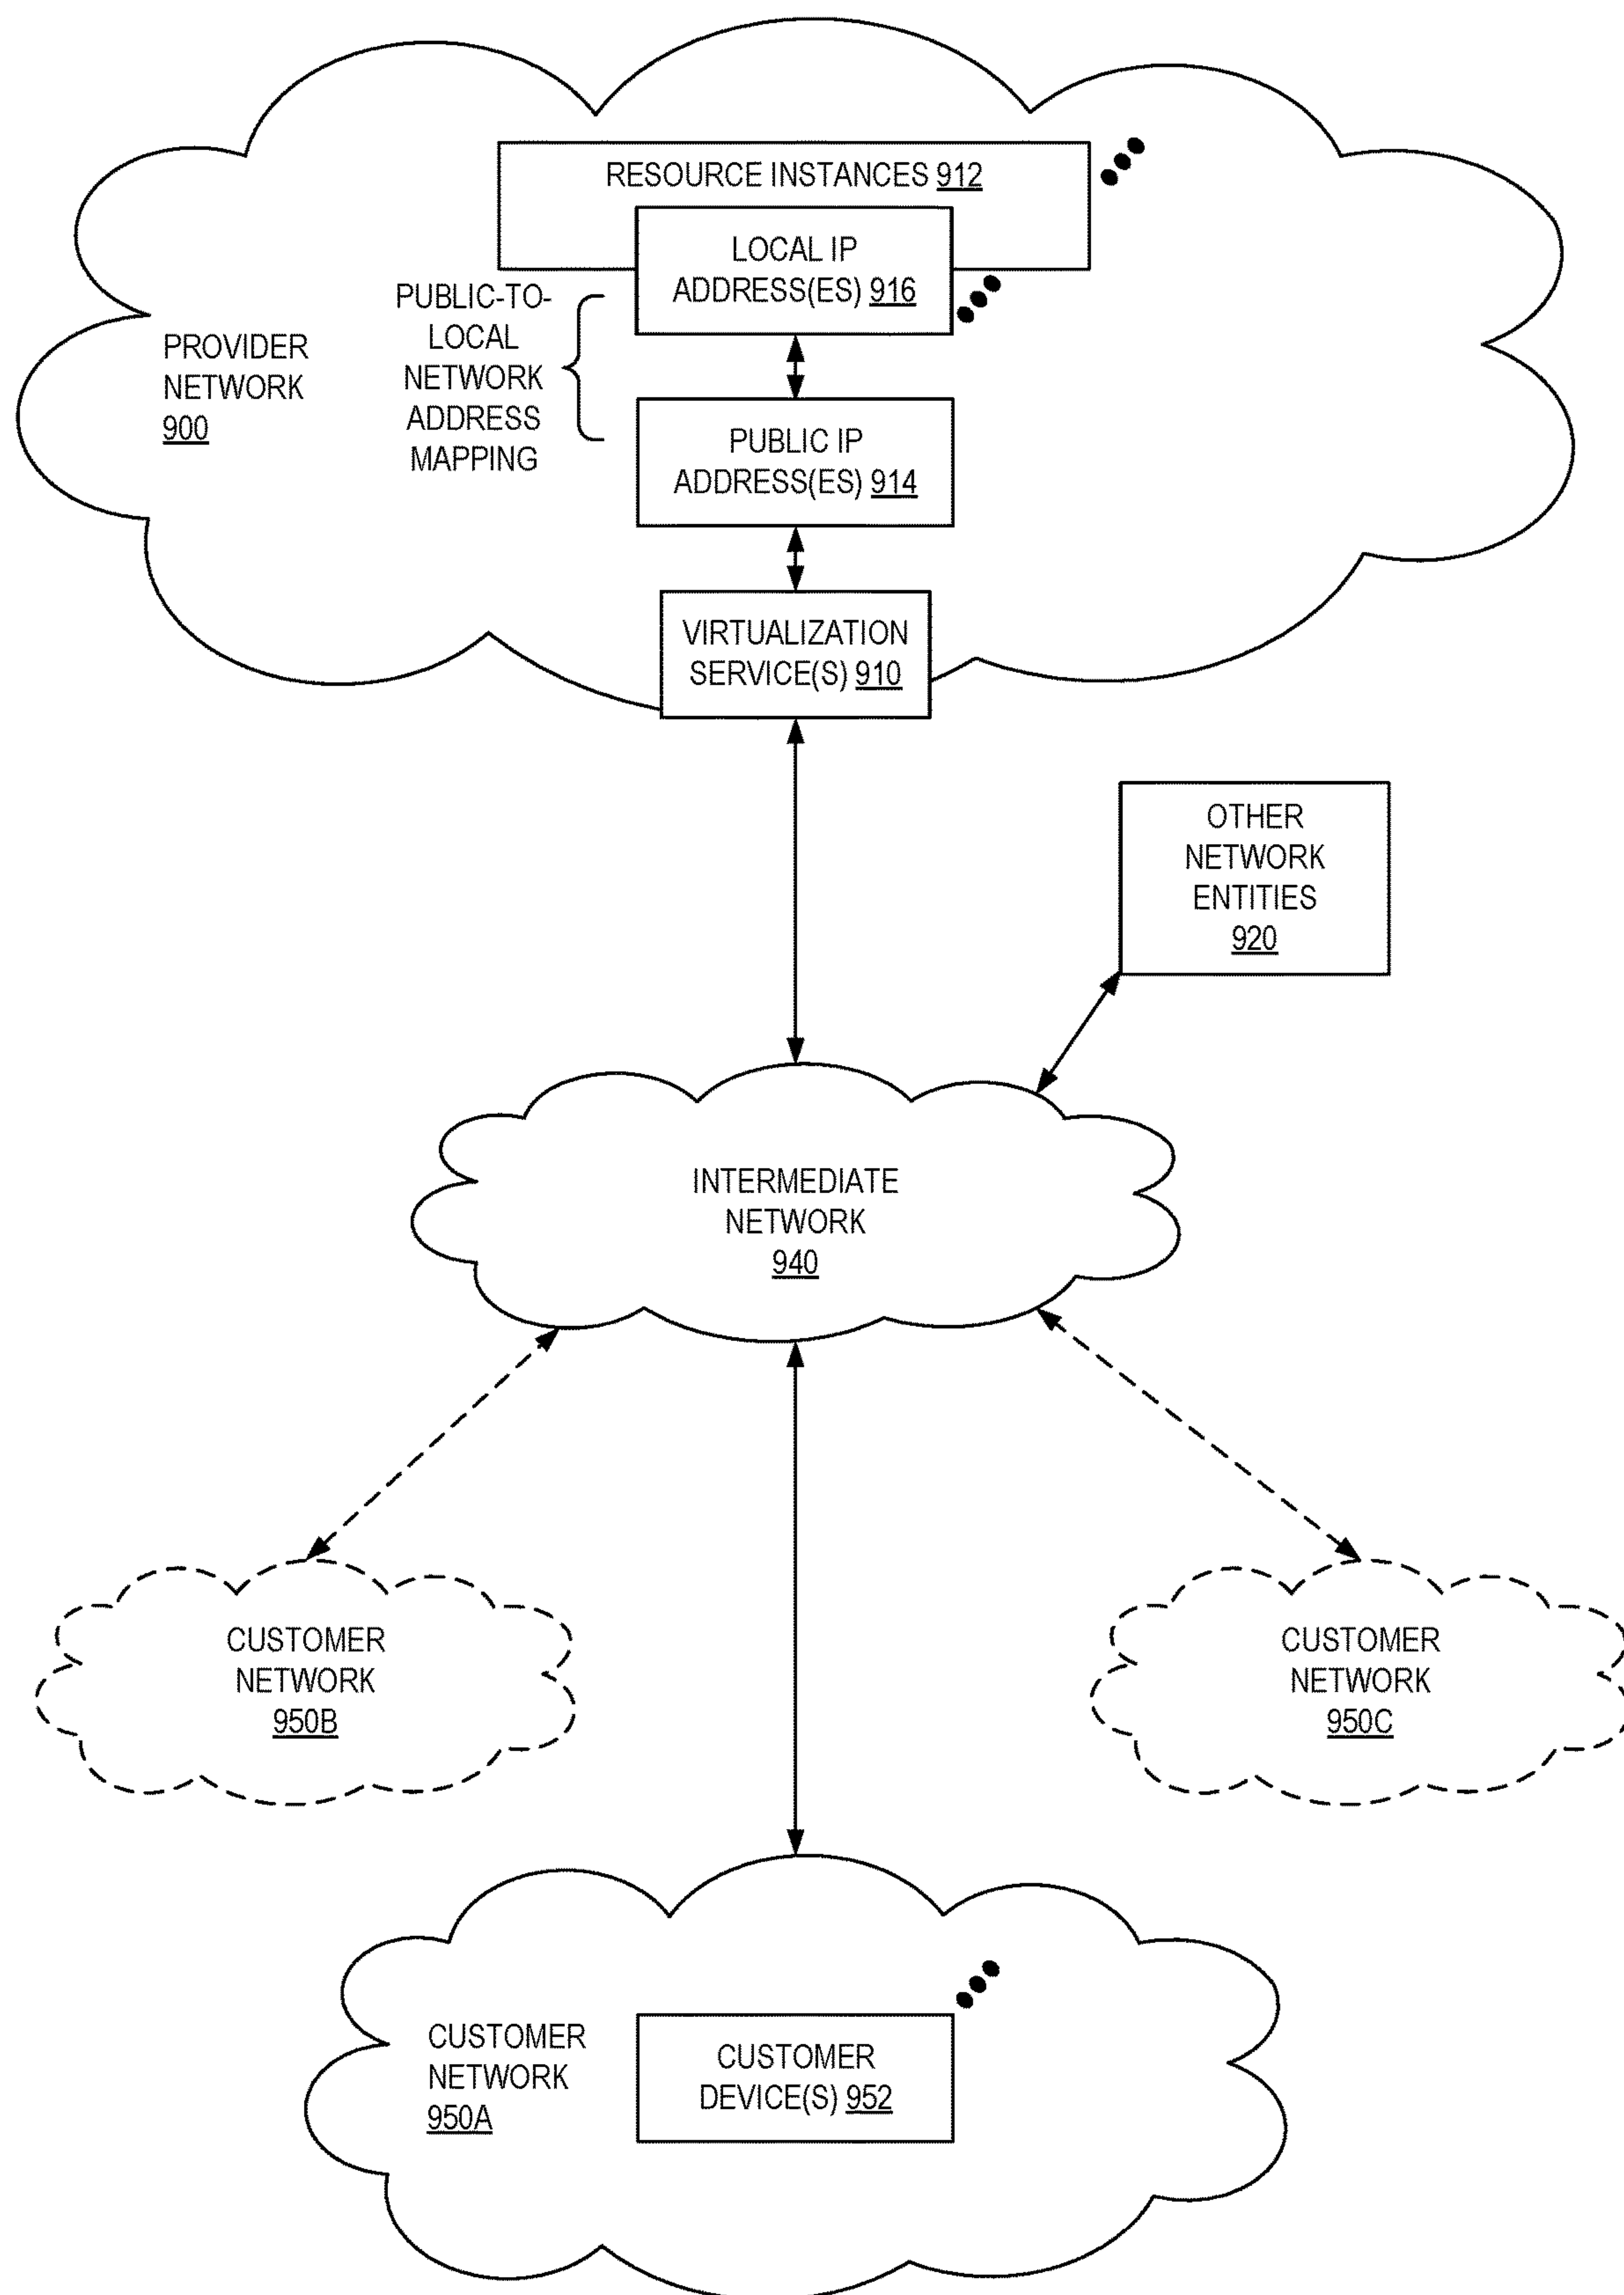 RESOURCE INSTANCES 912
LOCAL IP
ADDRESS(ES) 916
PUBLIC-TO-
LOCAL
NETWORK
ADDRESS
MAPPING
PROVIDER
NETWORK
900
PUBLIC IP
ADDRESS(ES) 914
VIRTUALIZATION
SERVICE(S) 910
OTHER
NETWORK
ENTITIES
920
INTERMEDIATE
NETWORK
940
CUSTOMER
NETWORK
950B
CUSTOMER
NETWORK
950C
CUSTOMER
NETWORK
950A
CUSTOMER
DEVICE(S) 952